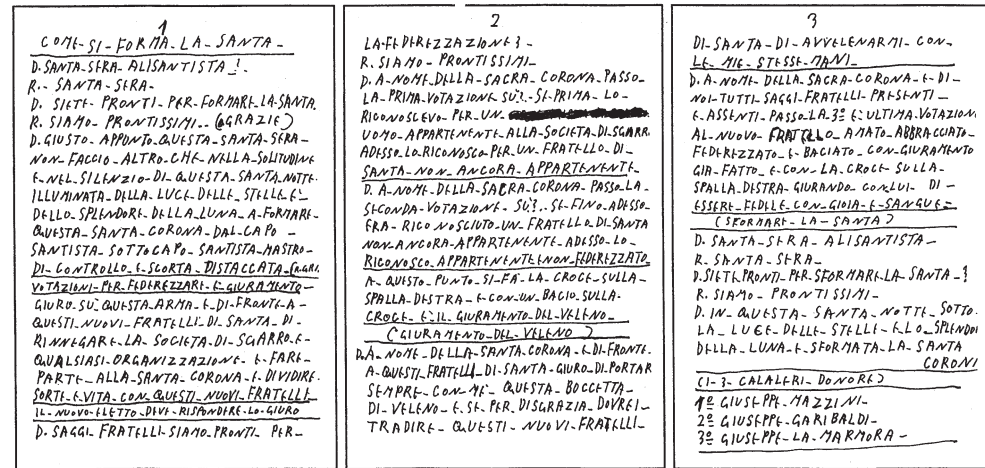 1
COME-SI-FORMA-LA-SANTA-
D. SANTA-SERA-ALISANTISTA-!-
R.- SANTA-SERA-
D. SIETE-PRONTI-PER-FORMARE-LA-SANTA.
R. SIAMO-PRONTISSIMI- (GRAZIE)
D. GIUSTO-APPUNTO-QUESTA-SANTA-SERA-
NON-FACCIO-ALTRO-CHE-NELLA-SOLITUDINE
E-NEL-SILENZIO-DI-QUESTA-SANTA-NOTTE.
ILLUMINATA-DELLA-LUCE-DELLE-STELLE-E-
DELLO-SPLENDORE-DELLA-LUNA-A-FORMARE-
QUESTA-SANTA-CORONA-DAL-CAPO-
SANTISTA-SOTTOCAPO-SANTISTA-MASTRO-
DI-CONTROLLO-E-SCORTA-DISTACCATA-
VOTAZIONI-PER-FEDEREZZARE-E-GIURAMENTO-
GIURO-SU-QUESTA-ARMA-E-DI-FRONTE-A-
QUESTI-NUOVI-FRATELLI-DI-SANTA-DI-
RINNEGARE-LA-SOCIETA-DI-SGARRO-E-
QUALSIASI-ORGANIZZAZIONE-E-FARE-
PARTE-ALLA-SANTA-CORONA-E-DIVIDIRE.
SORTE-E-VITA-CON-QUESTI-NUOVI-FRATELLI
IL-NUOVO-ELETTO-DEVE-RISPONDERE-LO-GIURO
D. SAGGI-FRATELLI-SIAMO-PRONTI-PER-
2
LA-FEDEREZZAZIONE?-
R. SIAMO-PRONTISSIMI-
D. A-NOME-DELLA-SACRA-CORONA-PASSO-
LA-PRIMA-VOTAZIONE-SU?.-SE-PRIMA-LO-
RICONOSCEVO-PER-UN-
UOMO-APPARTENENTE-ALLA-SOCIETA-DI-SGARR.
ADESSO-LO-RICONOSCO-PER-UN-FRATELLO-DI-
SANTA-NON-ANCORA-APPARTENENTE-
D. A-NOME-DELLA-SACRA-CORONA-PASSO-LA-
SECONDA-VOTAZIONE-SU?.-SE-FINO-ADESSO-
ERA-RICONOSCIUTO-UN-FRATELLO-DI-SANTA
NON-ANCORA-APPARTENENTE-ADESSO-LO-
RICONOSCO-APPARTENENTE-NON-FEDEREZZATO
A-QUESTO-PUNTO-SI-FA-LA-CROCE-SULLA-
SPALLA-DESTRA-E-CON-UN-BACIO-SULLA-
CROCE-E:IL-GIURAMENTO-DEL-VELENO-
(GIURAMENTO-DEL-VELENO)
D. A-NOME-DELLA-SANTA-CORONA-E-DI-FRONTE-
A-QUESTI-FRATELLI-DI-SANTA-GIURO-DI-PORTAR
SEMPRE-CON-ME-QUESTA-BOCCETTA-
DI-VELENO-E-SE-PER-DISGRAZIA-DOVREI-
TRADIRE-QUESTI-NUOVI-FRATELLI-
3
DI-SANTA-DI-AVVELENARMI-CON-
LE-MIE-STESSE-MANI-
D. A-NOME-DELLA-SACRA-CORONA-E-DI-
NOI-TUTTI-SAGGI-FRATELLI-PRESENTI-
E-ASSENTI-PASSO-LA-3ª-E:ULTIMA-VOTAZION
AL-NUOVO-FRATELLO-AMATO-ABBRACCIATO-
FEDEREZZATO-E-BACIATO-CON-GIURAMENTO
GIA-FATTO-E-CON-LA-CROCE-SULLA-
SPALLA-DESTRA-GIURANDO-CON-LUI-DI-
ESSERE-FEDELE-CON-GIOIA-E-SANGUE-
(SFORMARE-LA-SANTA)
D. SANTA-SERA-ALISANTISTA-
R. SANTA-SERA-
D. SIETE-PRONTI-PER-SFORMARE-LA-SANTA-?
R. SIAMO-PRONTISSIMI-
D. IN-QUESTA-SANTA-NOTTE-SOTTO-
LA-LUCE-DELLE-STELLE-E-LO-SPLENDOR
DELLA-LUNA-E-SFORMATA-LA-SANTA
CORONA
(I-3-CALALERI-DONORE)
1º GIUSEPPE-MAZZINI-
2º GIUSEPPE-GARIBALDI-
3º GIUSEPPE-LA-MARMORA-